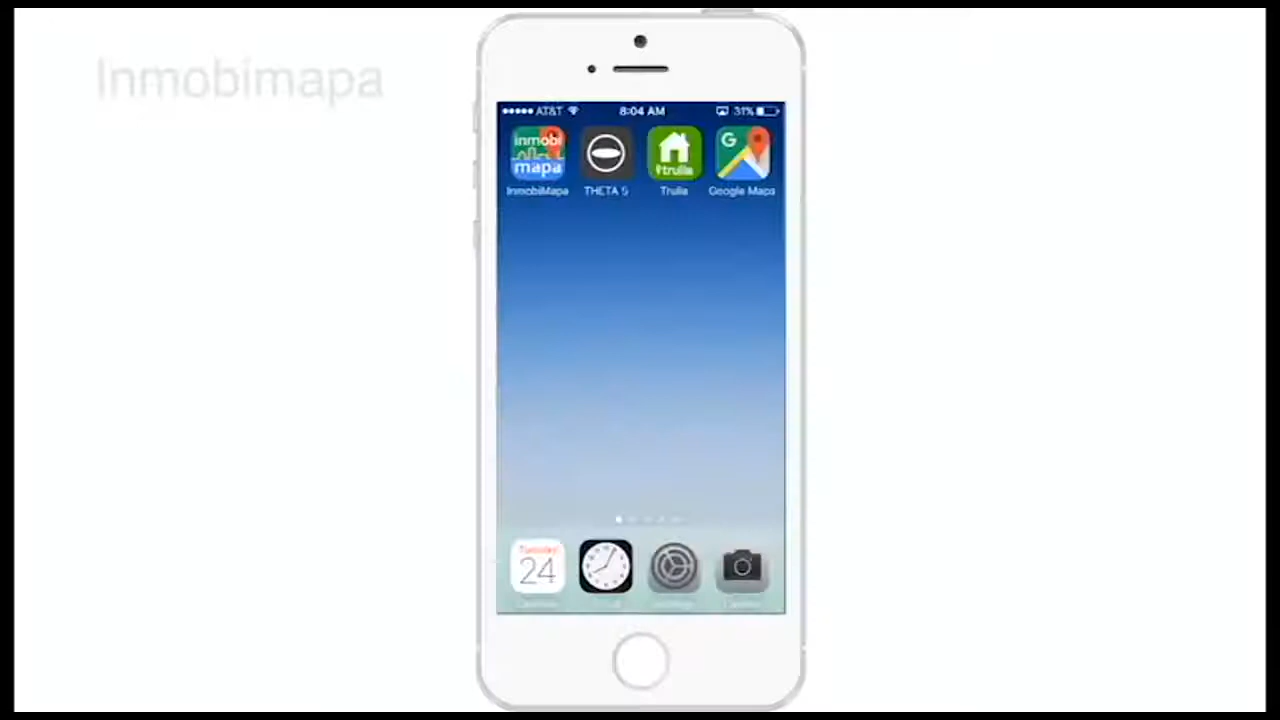 Inmobimapa
AT&T 8:04 AM 31%
inmobi
mapa
G
trulia
InmobiMapa THETA S Trulia Google Maps
Tuesday
24